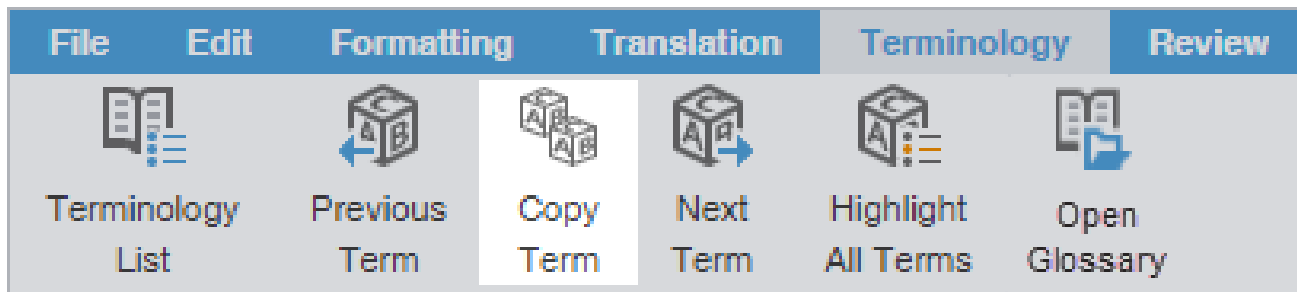 File Edit Formatting Translation Terminology Review
Terminology List
Previous Term
Copy Term
Next Term
Highlight All Terms
Open Glossary